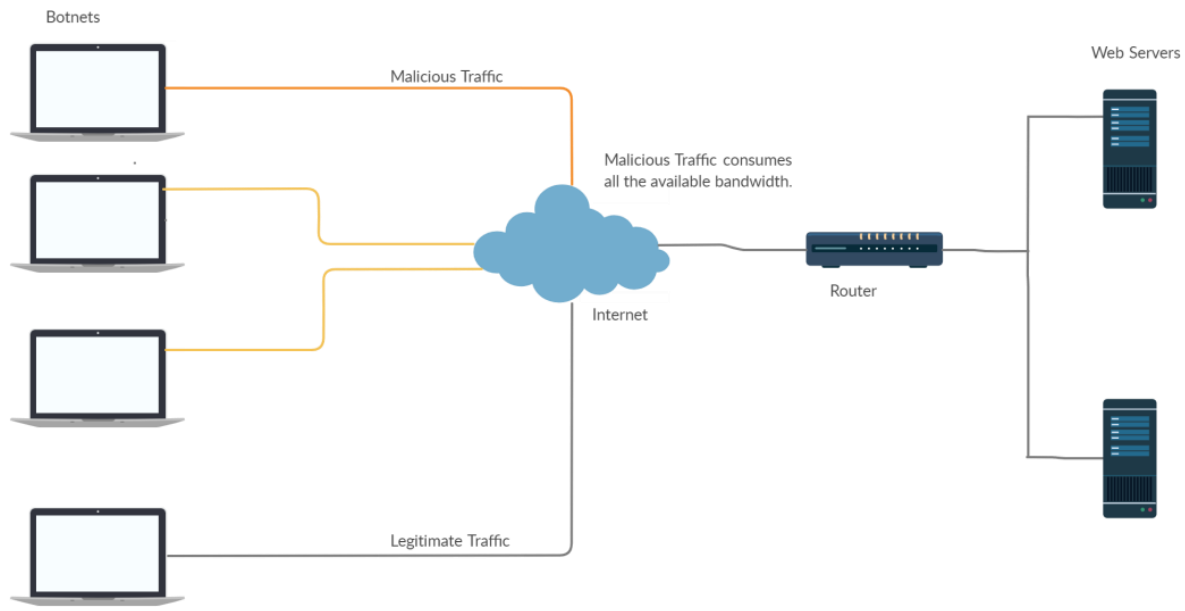 Botnets
Malicious Traffic
Web Servers
Malicious Traffic consumes
all the available bandwidth.
Router
Internet
Legitimate Traffic